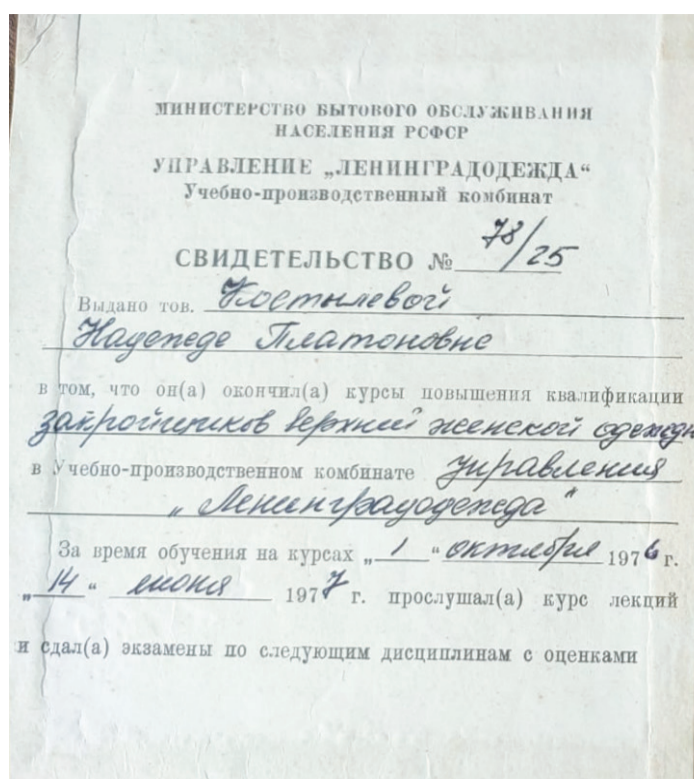 МИНИСТЕРСТВО БЫТОВОГО ОБСЛУЖИВАНИЯ
НАСЕЛЕНИЯ РСФСР
УПРАВЛЕНИЕ „ЛЕНИНГРАДОДЕЖДА“
Учебно-производственный комбинат
СВИДЕТЕЛЬСТВО № 78/25
Выдано тов. Костылевой
Надежде Платоновне
в том, что он(а) окончил(а) курсы повышения квалификации
закройщиков верхней женской одежды
в Учебно-производственном комбинате управления
„Ленинградодежда“
За время обучения на курсах „1“ октября 1976 г.
„14“ июня 1977 г. прослушал(а) курс лекций
и сдал(а) экзамены по следующим дисциплинам с оценками